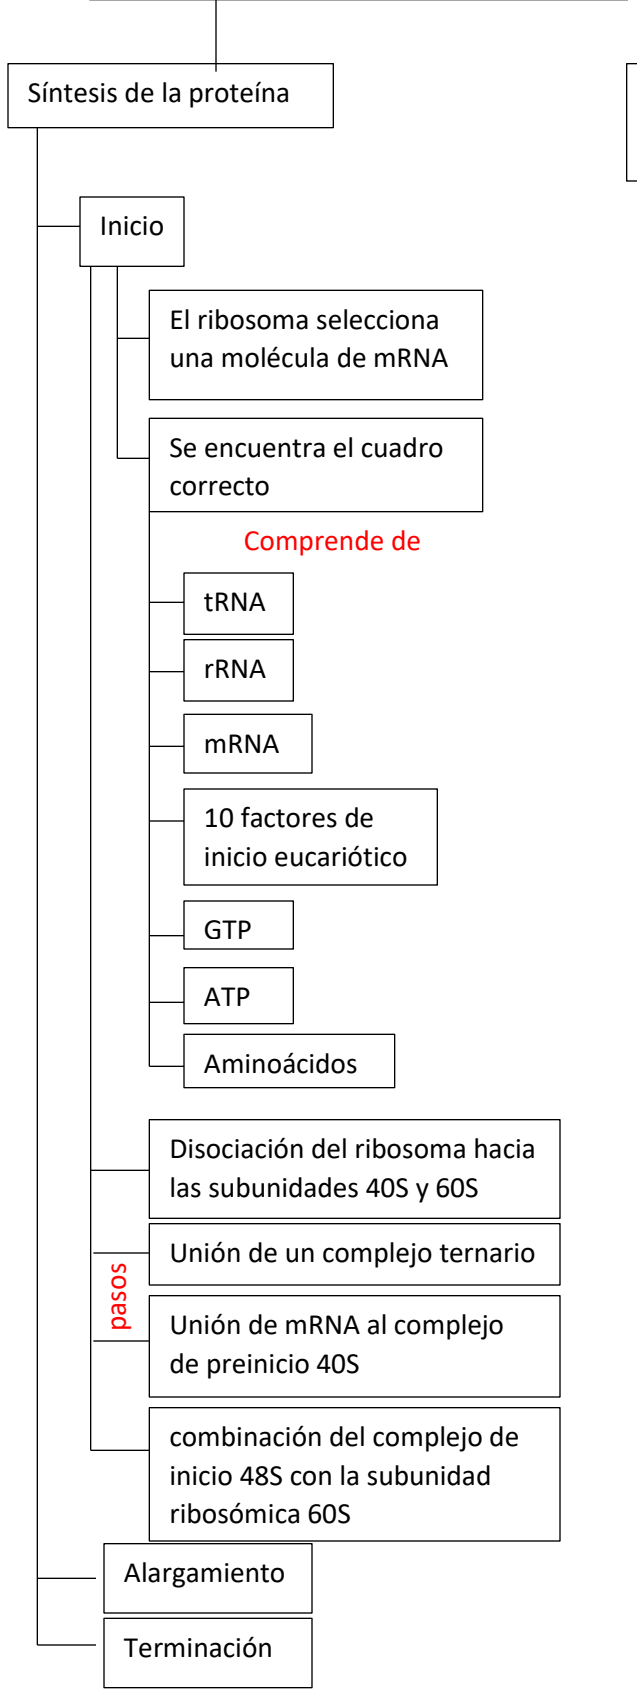 Síntesis de la proteína
Inicio
El ribosoma selecciona
una molécula de mRNA
Se encuentra el cuadro
correcto
Comprende de
tRNA
rRNA
mRNA
10 factores de
inicio eucariótico
GTP
ATP
Aminoácidos
Disociación del ribosoma hacia
las subunidades 40S y 60S
pasos
Unión de un complejo ternario
Unión de mRNA al complejo
de preinicio 40S
combinación del complejo de
inicio 48S con la subunidad
ribosómica 60S
Alargamiento
Terminación